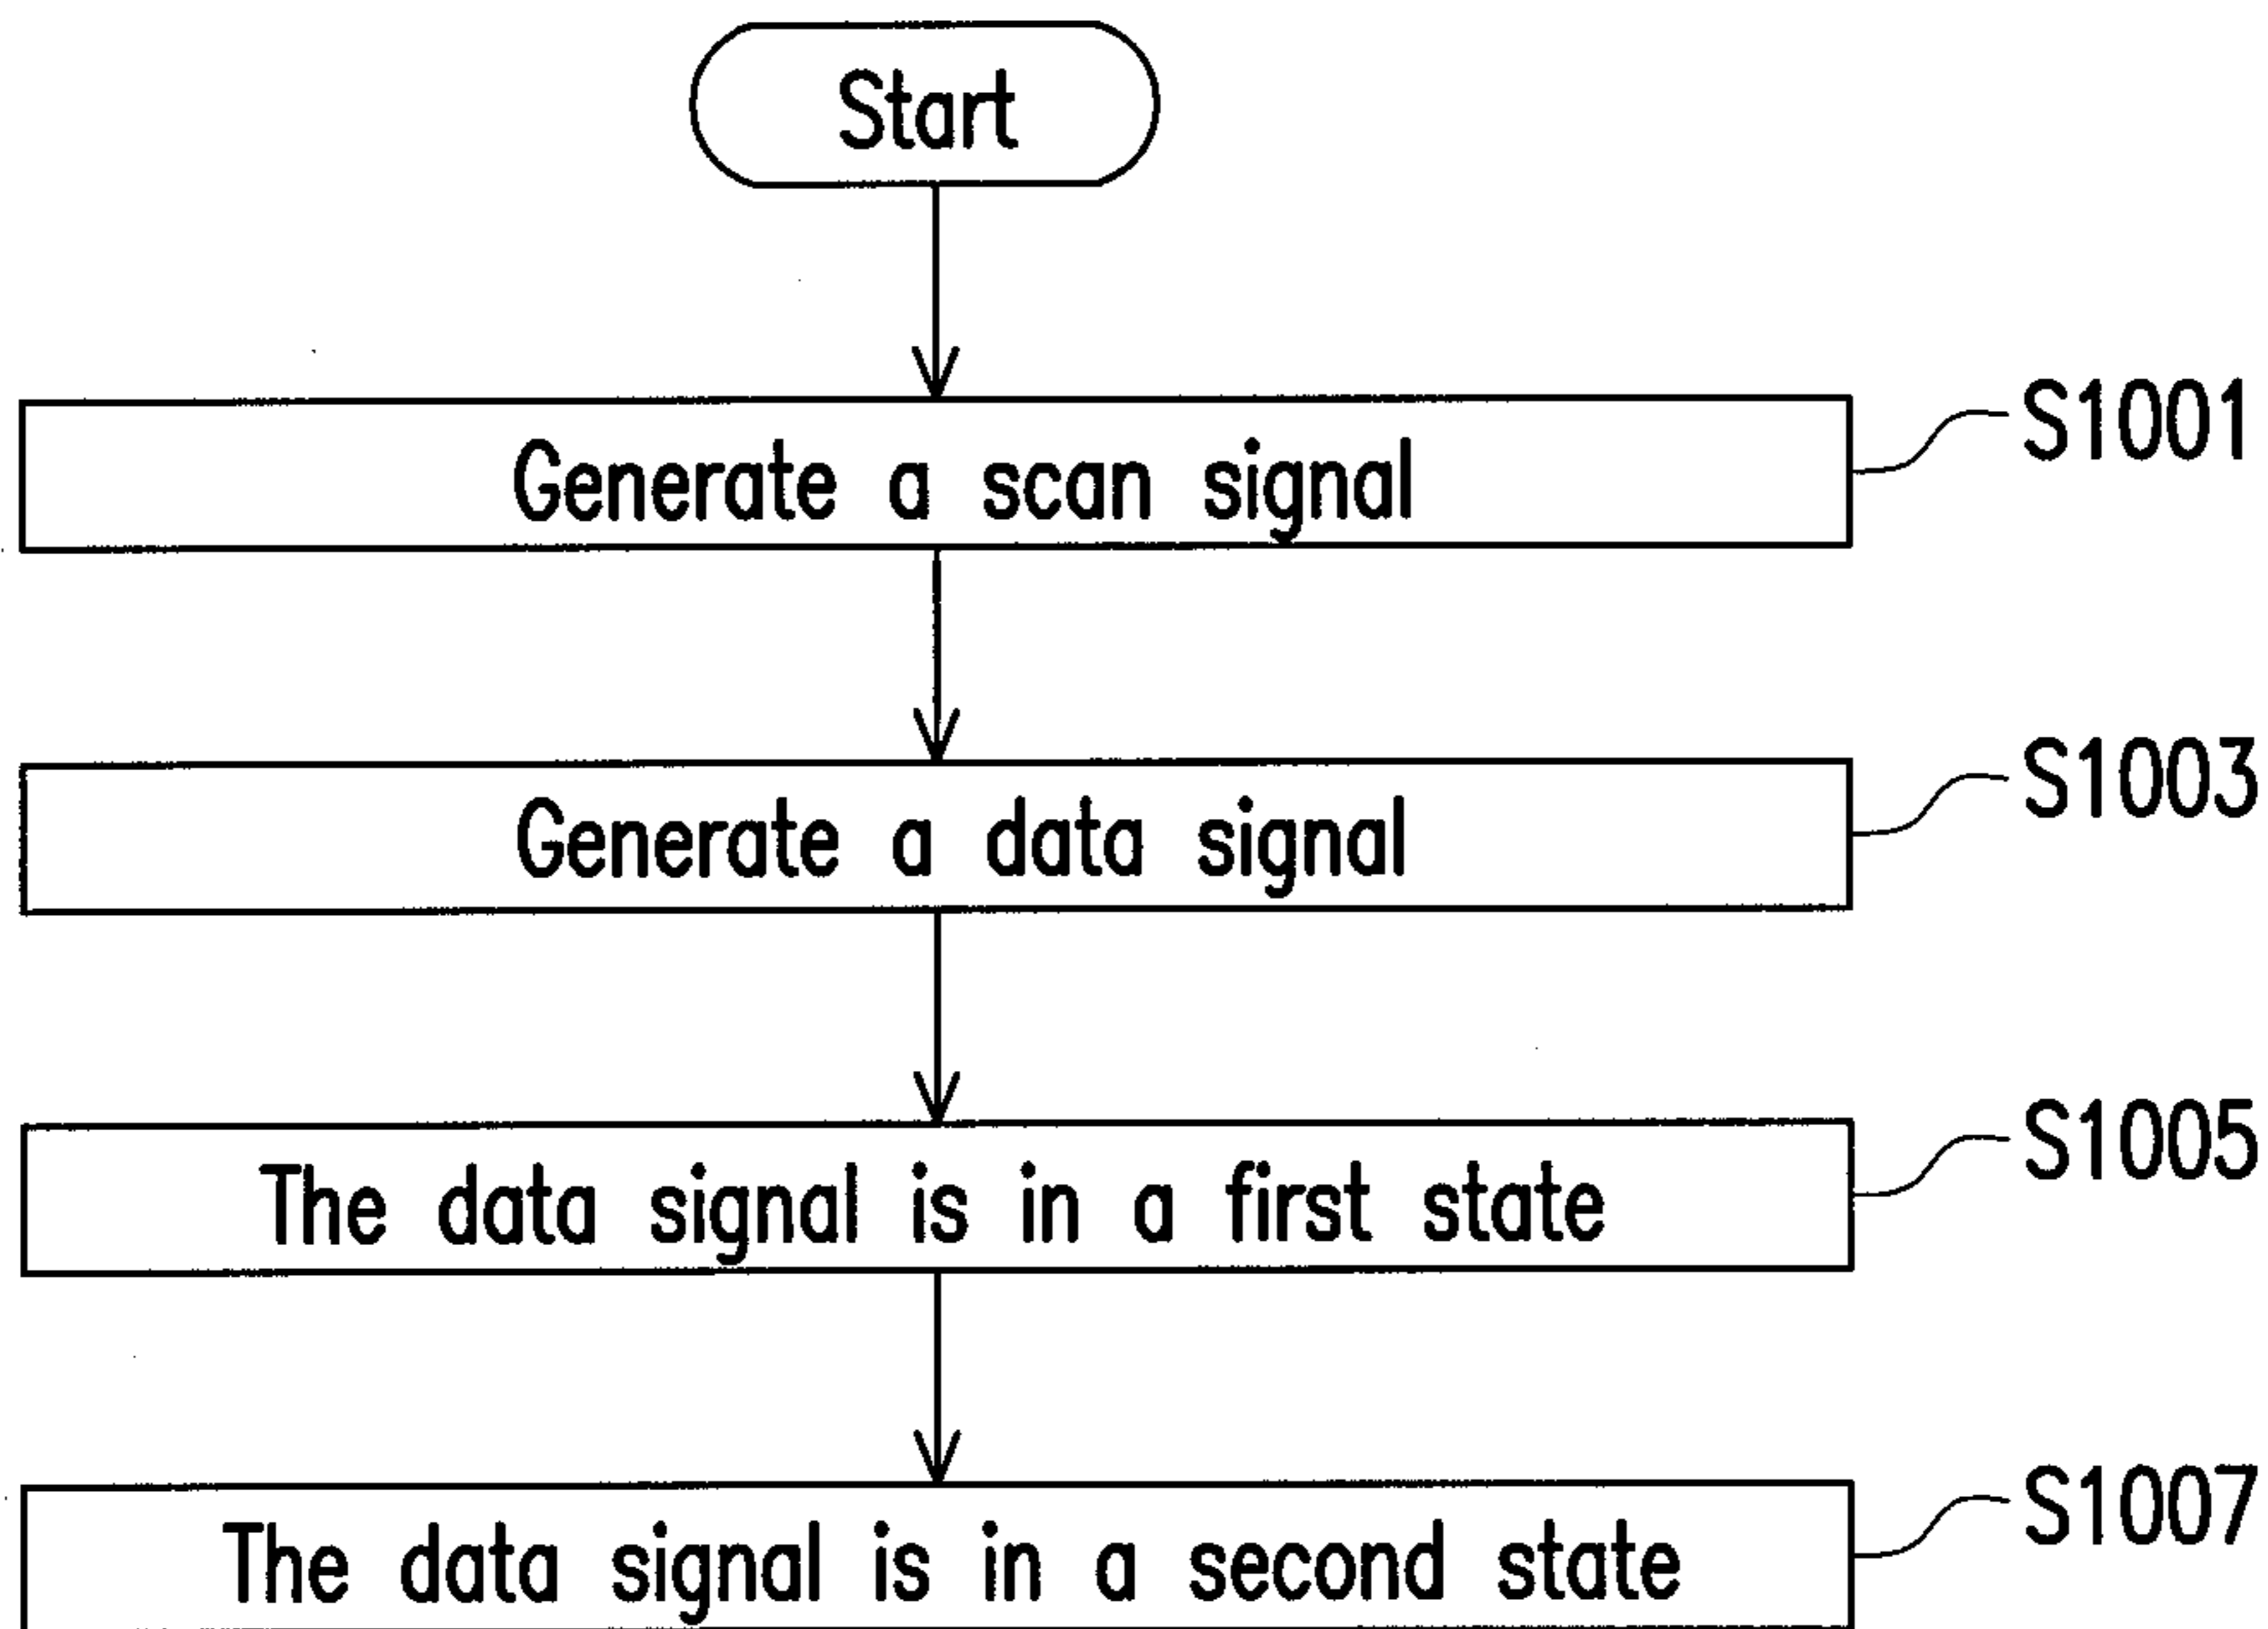 Start
Generate a scan signal
S1001
Generate a data signal
S1003
The data signal is in a first state
S1005
The data signal is in a second state
S1007